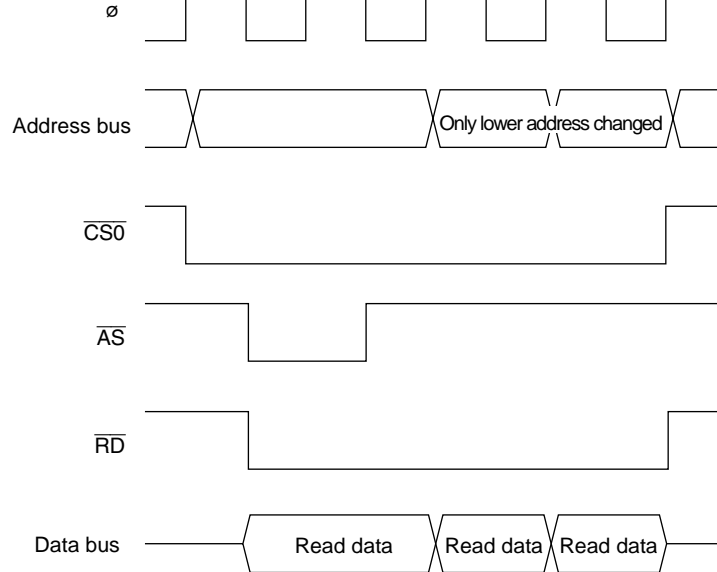 ø
Address bus
Only lower address changed
CS0
AS
RD
Data bus
Read data
Read data
Read data